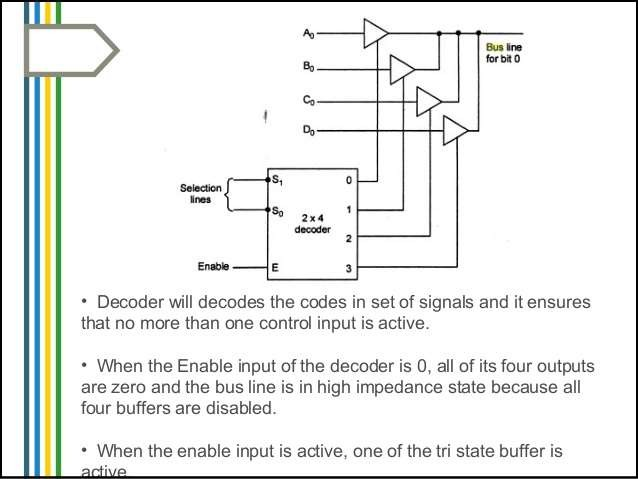 A0
Bus line
for bit 0
B0
C0
D0
Selection
lines
S1
0
S0
1
2 x 4
decoder
2
Enable
E
3
• Decoder will decodes the codes in set of signals and it ensures
that no more than one control input is active.
• When the Enable input of the decoder is 0, all of its four outputs
are zero and the bus line is in high impedance state because all
four buffers are disabled.
• When the enable input is active, one of the tri state buffer is
active